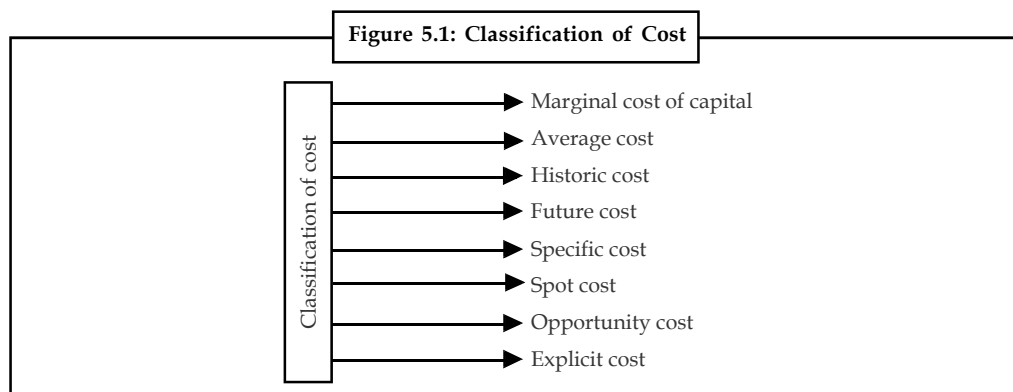 Figure 5.1: Classification of Cost
Classification of cost
Marginal cost of capital
Average cost
Historic cost
Future cost
Specific cost
Spot cost
Opportunity cost
Explicit cost